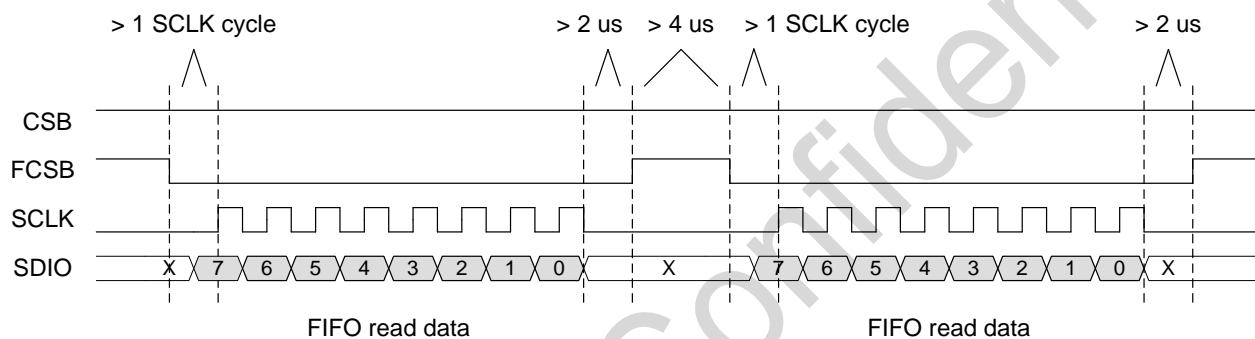 > 1 SCLK cycle > 2 us > 4 us > 1 SCLK cycle > 2 us
CSB
FCSB
SCLK
SDIO X 7 6 5 4 3 2 1 0 X 7 6 5 4 3 2 1 0 X
FIFO read data FIFO read data